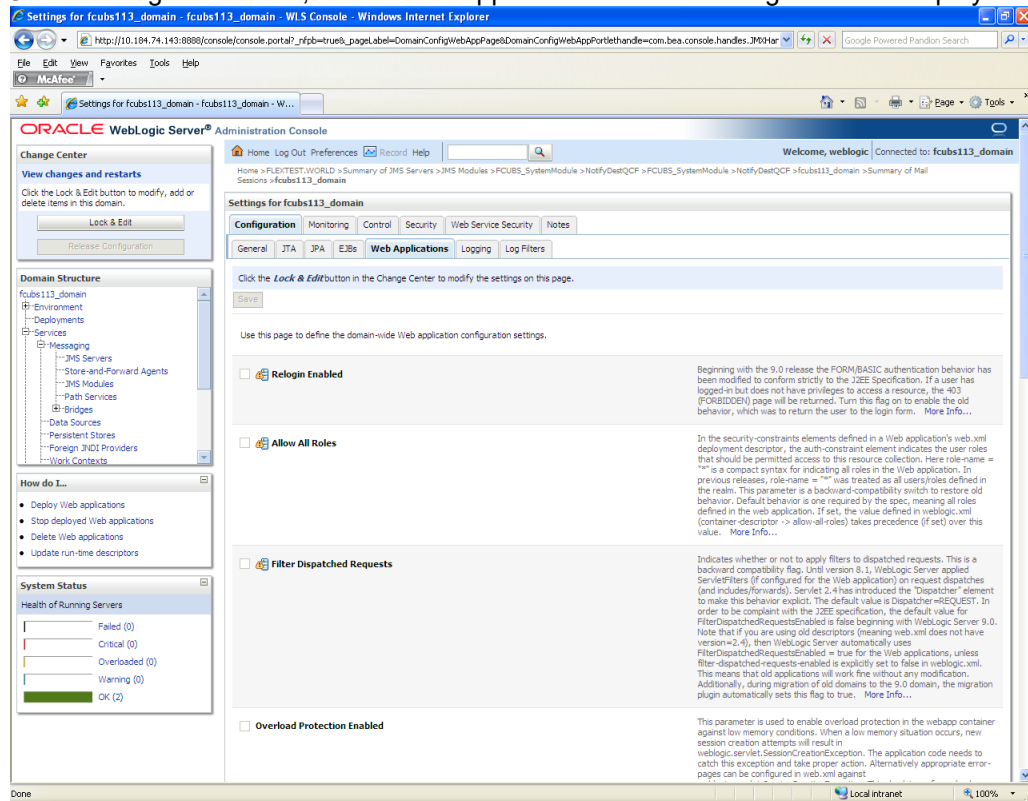 Settings for fcubs113_domain - fcubs113_domain - WLS Console - Windows Internet Explorer
http://10.184.74.143:8888/console/console.portal?_nfpb=true&_pageLabel=DomainConfigWebAppPage&DomainConfigWebAppPortlethandle=com.bea.console.handles.JMXHar
Google Powered Pandion Search
File Edit View Favorites Tools Help
McAfee
Settings for fcubs113_domain - fcubs113_domain - W...
Page Tools
ORACLE WebLogic Server® Administration Console
Change Center
View changes and restarts
Click the Lock & Edit button to modify, add or
delete items in this domain.
Lock & Edit
Release Configuration
Domain Structure
fcubs113_domain
Environment
Deployments
Services
Messaging
JMS Servers
Store-and-Forward Agents
JMS Modules
Path Services
Bridges
Data Sources
Persistent Stores
Foreign JNDI Providers
Work Contexts
How do I...
Deploy Web applications
Stop deployed Web applications
Delete Web applications
Update run-time descriptors
System Status
Health of Running Servers
Failed (0)
Critical (0)
Overloaded (0)
Warning (0)
OK (2)
Home Log Out Preferences Record Help
Welcome, weblogic Connected to: fcubs113_domain
Home >FLEXTEST.WORLD >Summary of JMS Servers >JMS Modules >FCUBS_SystemModule >NotifyDestQCF >FCUBS_SystemModule >NotifyDestQCF >fcubs113_domain >Summary of Mail
Sessions >fcubs113_domain
Settings for fcubs113_domain
Configuration Monitoring Control Security Web Service Security Notes
General JTA JPA EJBs Web Applications Logging Log Filters
Click the Lock & Edit button in the Change Center to modify the settings on this page.
Save
Use this page to define the domain-wide Web application configuration settings.
Relogin Enabled
Beginning with the 9.0 release the FORM/BASIC authentication behavior has
been modified to conform strictly to the J2EE Specification. If a user has
logged-in but does not have privileges to access a resource, the 403
(FORBIDDEN) page will be returned. Turn this flag on to enable the old
behavior, which was to return the user to the login form. More Info...
Allow All Roles
In the security-constraints elements defined in a Web application's web.xml
deployment descriptor, the auth-constraint element indicates the user roles
that should be permitted access to this resource collection. Here role-name =
"*" is a compact syntax for indicating all roles in the Web application. In
previous releases, role-name = "*" was treated as all users/roles defined in
the realm. This parameter is a backward-compatibility switch to restore old
behavior. Default behavior is one required by the spec, meaning all roles
defined in the web application. If set, the value defined in weblogic.xml
(container-descriptor -> allow-all-roles) takes precedence (if set) over this
value. More Info...
Filter Dispatched Requests
Indicates whether or not to apply filters to dispatched requests. This is a
backward compatibility flag. Until version 8.1, WebLogic Server applied
ServletFilters (if configured for the Web application) on request dispatches
(and includes/forwards). Servlet 2.4 has introduced the "Dispatcher" element
to make this behavior explicit. The default value is Dispatcher=REQUEST. In
order to be complaint with the J2EE specification, the default value for
FilterDispatchedRequestsEnabled is false beginning with WebLogic Server 9.0.
Note that if you are using old descriptors (meaning web.xml does not have
version=2.4), then WebLogic Server automatically uses
FilterDispatchedRequestsEnabled = true for the Web applications, unless
filter-dispatched-requests-enabled is explicitly set to false in weblogic.xml.
This means that old applications will work fine without any modification.
Additionally, during migration of old domains to the 9.0 domain, the migration
plugin automatically sets this flag to true. More Info...
Overload Protection Enabled
This parameter is used to enable overload protection in the webapp container
against low memory conditions. When a low memory situation occurs, new
session creation attempts will result in
weblogic.servlet.SessionCreationException. The application code needs to
catch this exception and take proper action. Alternatively appropriate error-
pages can be configured in web.xml against
Done
Local intranet
100%